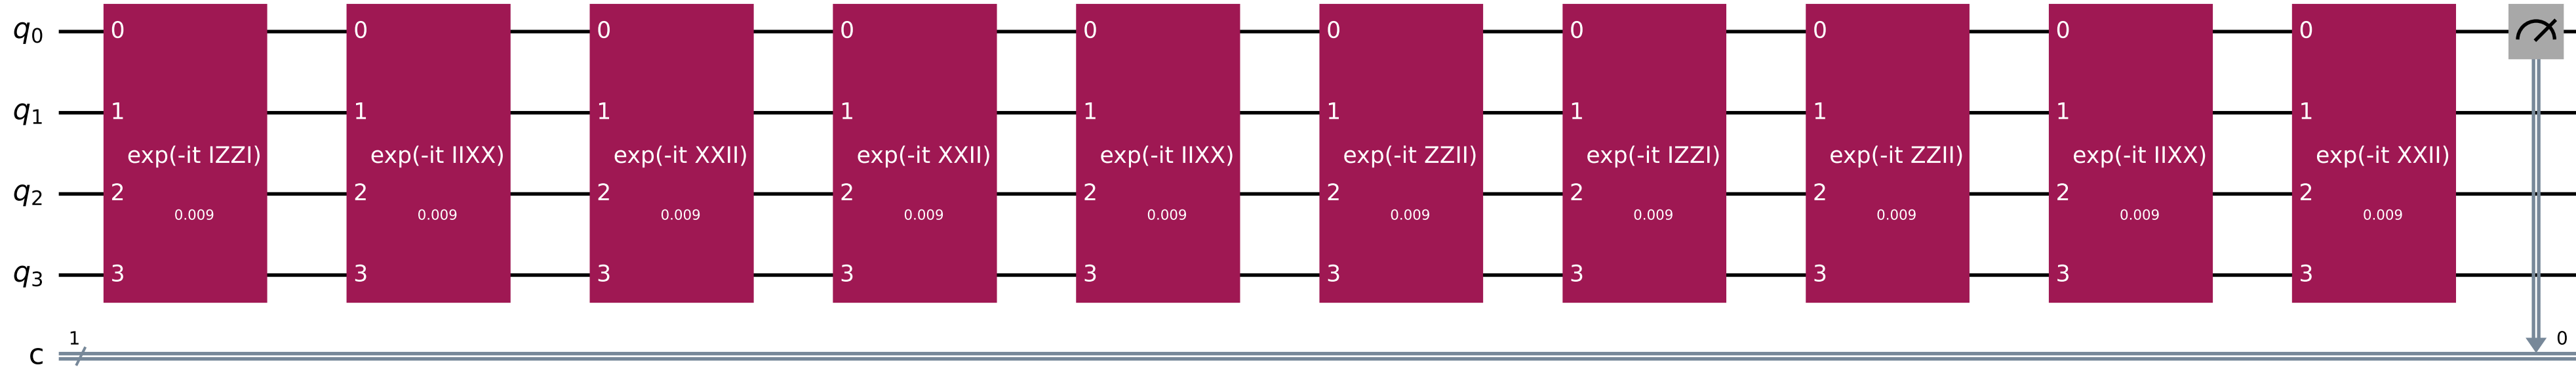 q0 0 0 0 0 0 0 0 0 0 0
q1 1 1 1 1 1 1 1 1 1 1
exp(-it IZZI) exp(-it IIXX) exp(-it XXII) exp(-it XXII) exp(-it IIXX) exp(-it ZZII) exp(-it IZZI) exp(-it ZZII) exp(-it IIXX) exp(-it XXII)
q2 2 2 2 2 2 2 2 2 2 2
0.009 0.009 0.009 0.009 0.009 0.009 0.009 0.009 0.009 0.009
q3 3 3 3 3 3 3 3 3 3 3
1 0
c